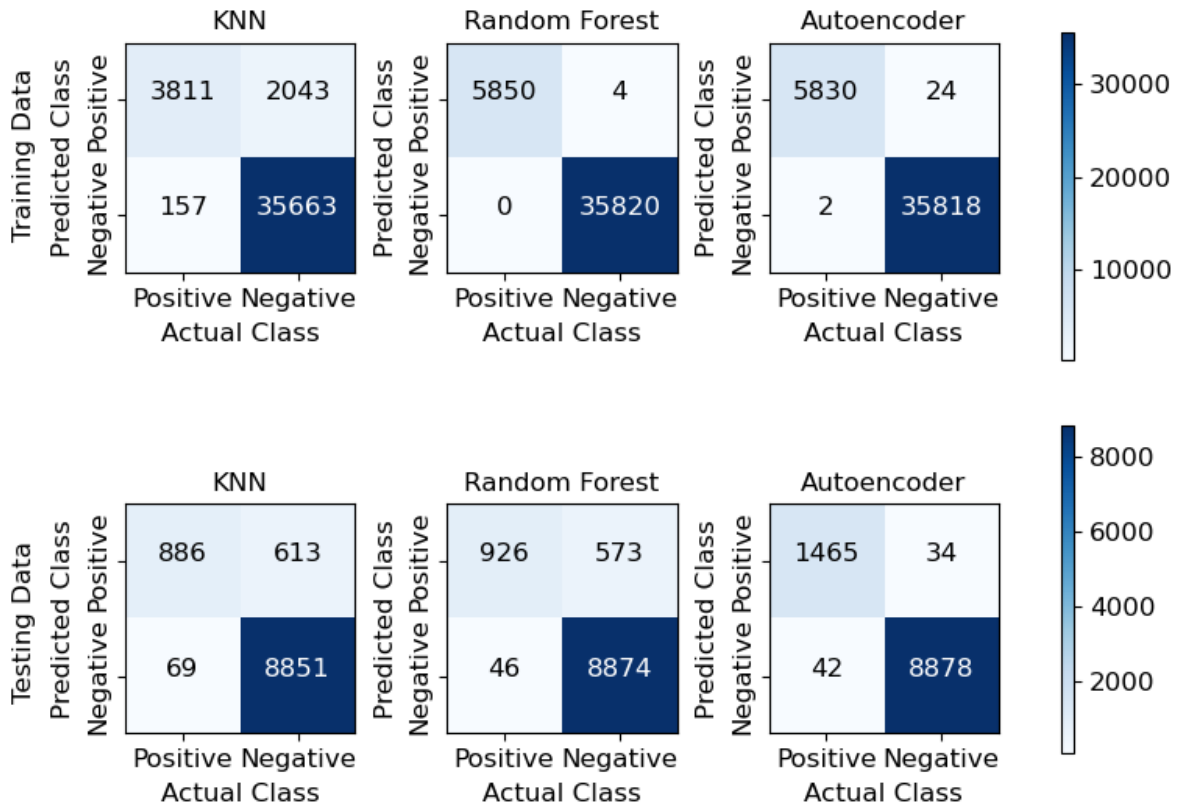 KNN Random Forest Autoencoder
Training Data
Predicted Class
Negative Positive
3811 2043
157 35663
Positive Negative
Actual Class
Predicted Class
Negative Positive
5850 4
0 35820
Positive Negative
Actual Class
Predicted Class
Negative Positive
5830 24
2 35818
Positive Negative
Actual Class
30000
20000
10000
KNN Random Forest Autoencoder
Testing Data
Predicted Class
Negative Positive
886 613
69 8851
Positive Negative
Actual Class
Predicted Class
Negative Positive
926 573
46 8874
Positive Negative
Actual Class
Predicted Class
Negative Positive
1465 34
42 8878
Positive Negative
Actual Class
8000
6000
4000
2000